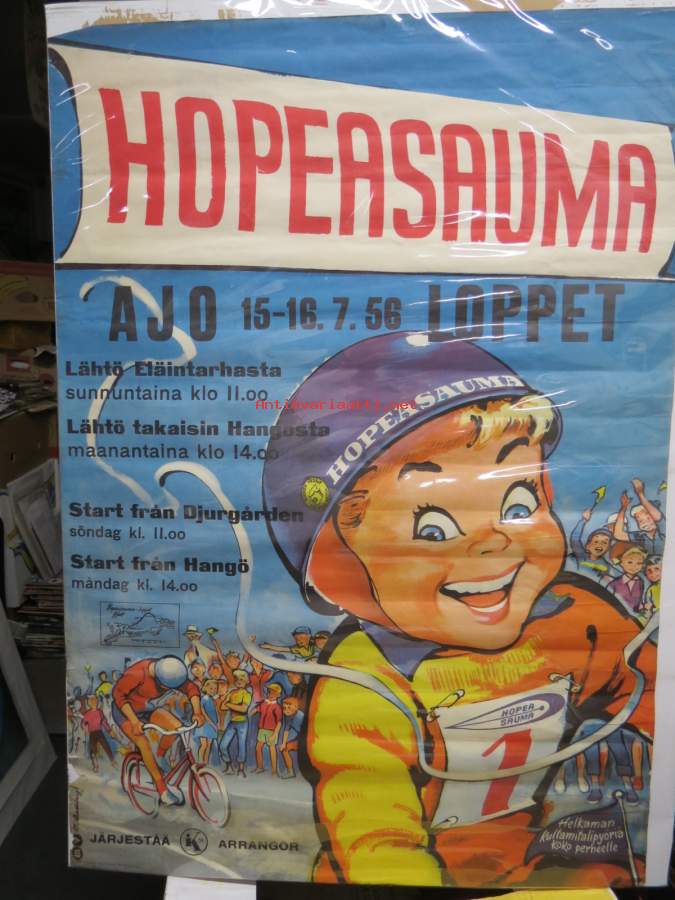 HOPEASAUMA
AJO 15-16.7.56 LOPPET
Lähtö Eläintarhasta
sunnuntaina klo 11.00
Antikvariaatti.net
Lähtö takaisin Hangosta
maanantaina klo 14.00
HOPEASAUMA
Start från Djurgården
söndag kl. 11.00
Start från Hangö
måndag kl. 14.00
HOPEA
SAUMA
1
Helkaman
kultamitalipyöriä
koko perheelle
JÄRJESTÄÄ IK ARRANGÖR